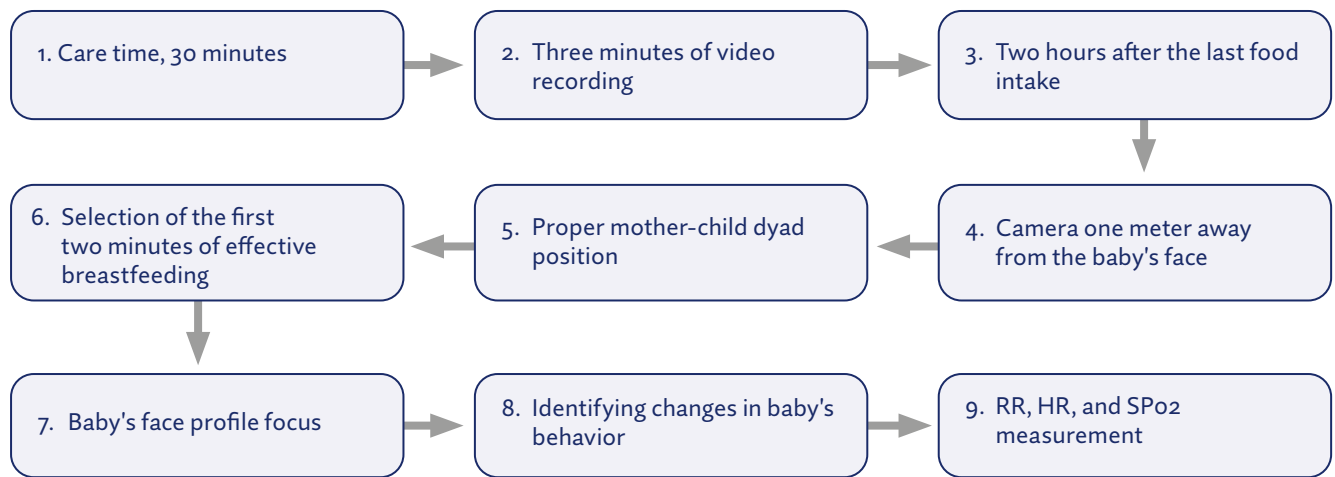 1. Care time, 30 minutes
2. Three minutes of video
recording
3. Two hours after the last food
intake
4. Camera one meter away
from the baby's face
5. Proper mother-child dyad
position
6. Selection of the first
two minutes of effective
breastfeeding
7. Baby's face profile focus
8. Identifying changes in baby's
behavior
9. RR, HR, and SPo2
measurement